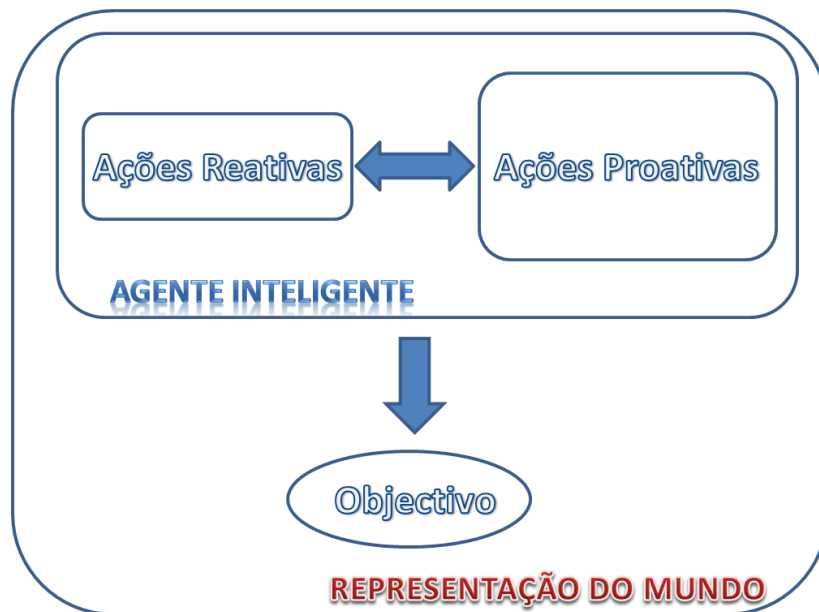 Ações Reativas
Ações Proativas
AGENTE INTELIGENTE
Objectivo
REPRESENTAÇÃO DO MUNDO